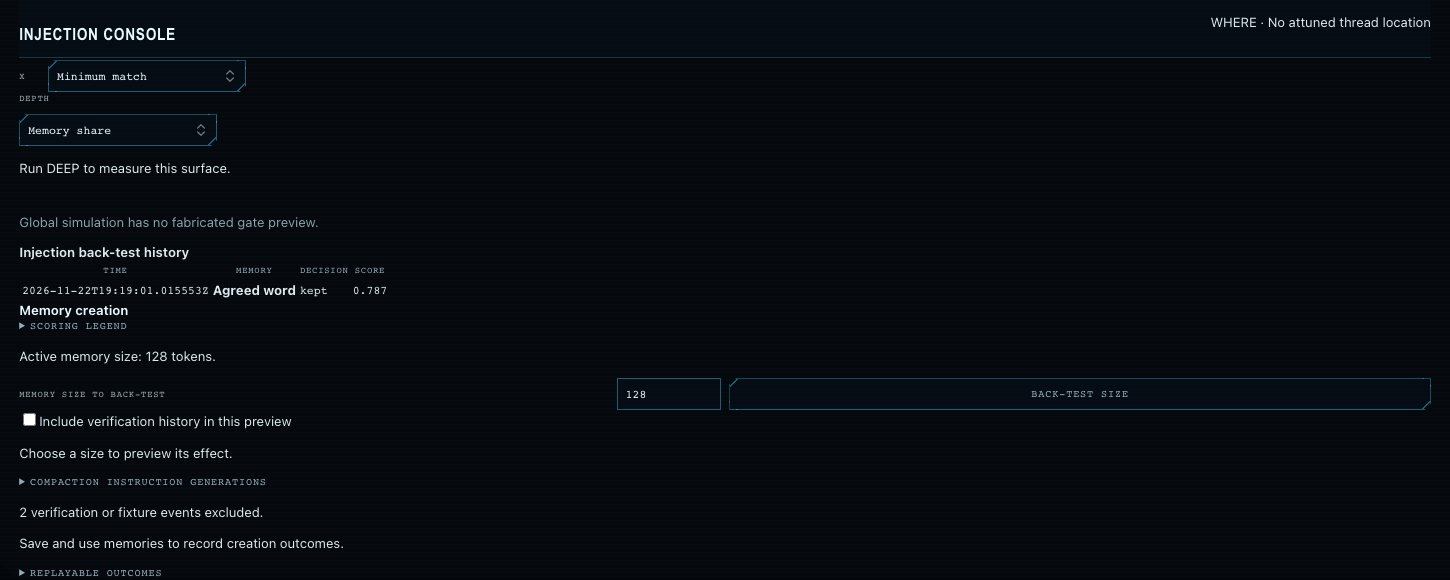 INJECTION CONSOLE
WHERE · No attuned thread location
X Minimum match
DEPTH
Memory share
Run DEEP to measure this surface.
Global simulation has no fabricated gate preview.
Injection back-test history
TIME MEMORY DECISION SCORE
2026-11-22T19:19:01.015553Z Agreed word kept 0.787
Memory creation
SCORING LEGEND
Active memory size: 128 tokens.
MEMORY SIZE TO BACK-TEST 128 BACK-TEST SIZE
Include verification history in this preview
Choose a size to preview its effect.
COMPACTION INSTRUCTION GENERATIONS
2 verification or fixture events excluded.
Save and use memories to record creation outcomes.
REPLAYABLE OUTCOMES